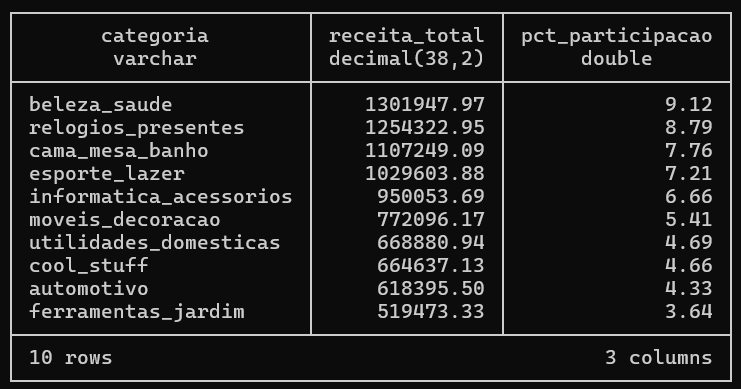 categoria receita_total pct_participacao
varchar decimal(38,2) double
beleza_saude 1301947.97 9.12
relogios_presentes 1254322.95 8.79
cama_mesa_banho 1107249.09 7.76
esporte_lazer 1029603.88 7.21
informatica_acessorios 950053.69 6.66
moveis_decoracao 772096.17 5.41
utilidades_domesticas 668880.94 4.69
cool_stuff 664637.13 4.66
automotivo 618395.50 4.33
ferramentas_jardim 519473.33 3.64
10 rows 3 columns